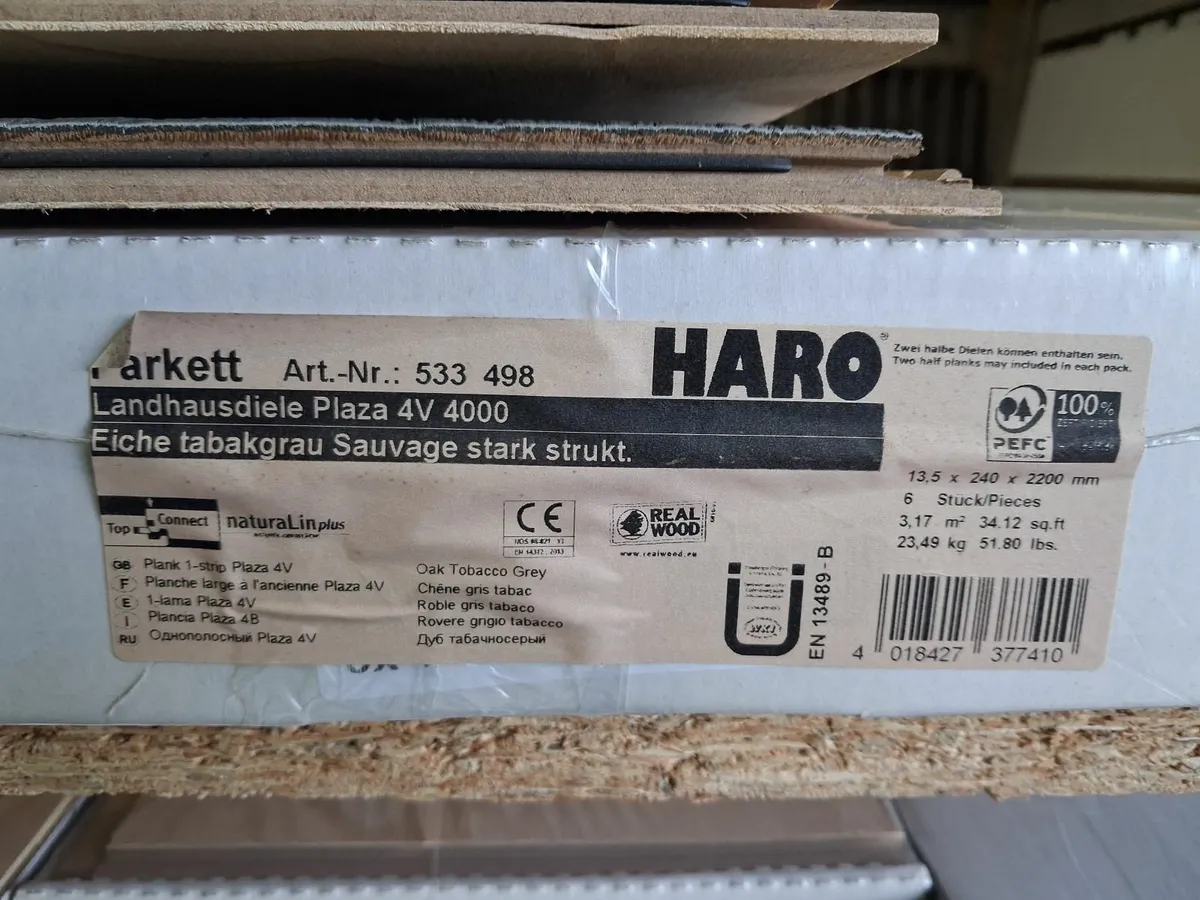 arkett Art.-Nr.: 533 498
HARO®
Landhausdiele Plaza 4V 4000
Eiche tabakgrau Sauvage stark strukt.
Zwei halbe Dielen können enthalten sein.
Two half planks may included in each pack.
PEFC
100%
13,5 x 240 x 2200 mm
6 Stück/Pieces
3,17 m² 34.12 sq.ft
23,49 kg 51.80 lbs.
Top Connect
naturaLin plus
CE
EN 14342 : 2013
REAL WOOD
www.realwood.eu
GB Plank 1-strip Plaza 4V Oak Tobacco Grey
F Planche large à l'ancienne Plaza 4V Chêne gris tabac
E 1-lama Plaza 4V Roble gris tabaco
I Plancia Plaza 4B Rovere grigio tabacco
RU Однополосный Plaza 4V Дуб табачносерый
EN 13489-B
4 018427 377410